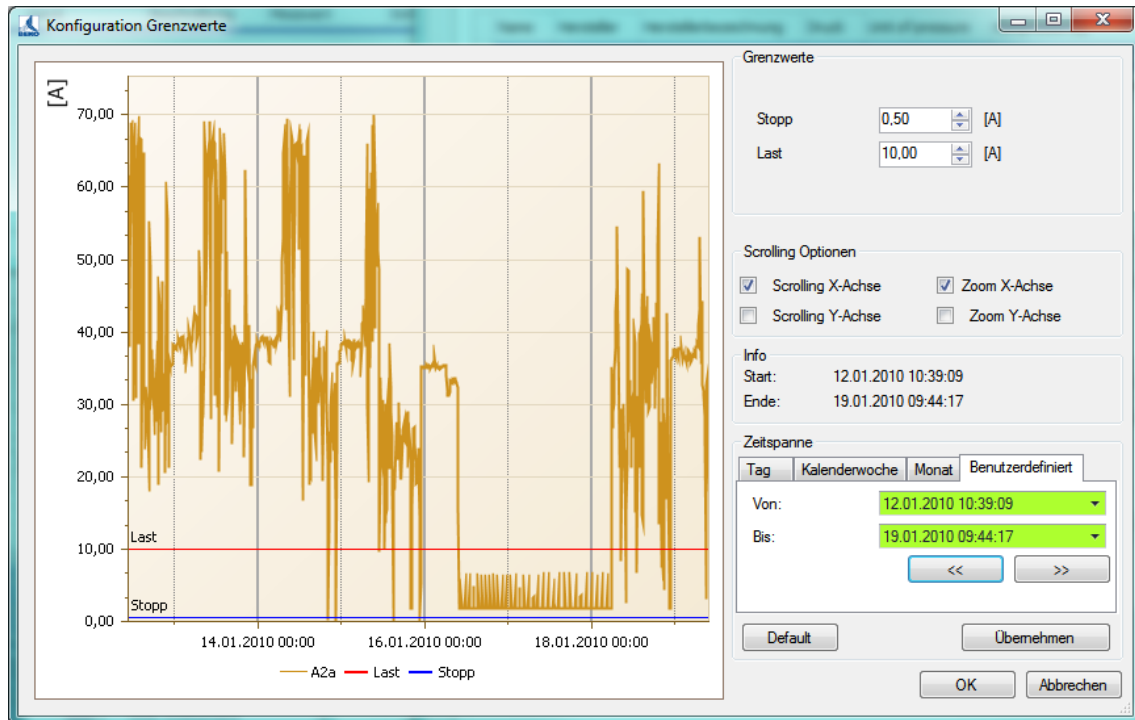 Konfiguration Grenzwerte
BEKO
[A]
70,00
60,00
50,00
40,00
30,00
20,00
10,00
0,00
Last
Stopp
14.01.2010 00:00 16.01.2010 00:00 18.01.2010 00:00
A2a Last Stopp
Grenzwerte
Stopp 0,50 [A]
Last 10,00 [A]
Scrolling Optionen
Scrolling X-Achse Zoom X-Achse
Scrolling Y-Achse Zoom Y-Achse
Info
Start: 12.01.2010 10:39:09
Ende: 19.01.2010 09:44:17
Zeitspanne
Tag Kalenderwoche Monat Benutzerdefiniert
Von: 12.01.2010 10:39:09
Bis: 19.01.2010 09:44:17
<< >>
Default Übernehmen
OK Abbrechen